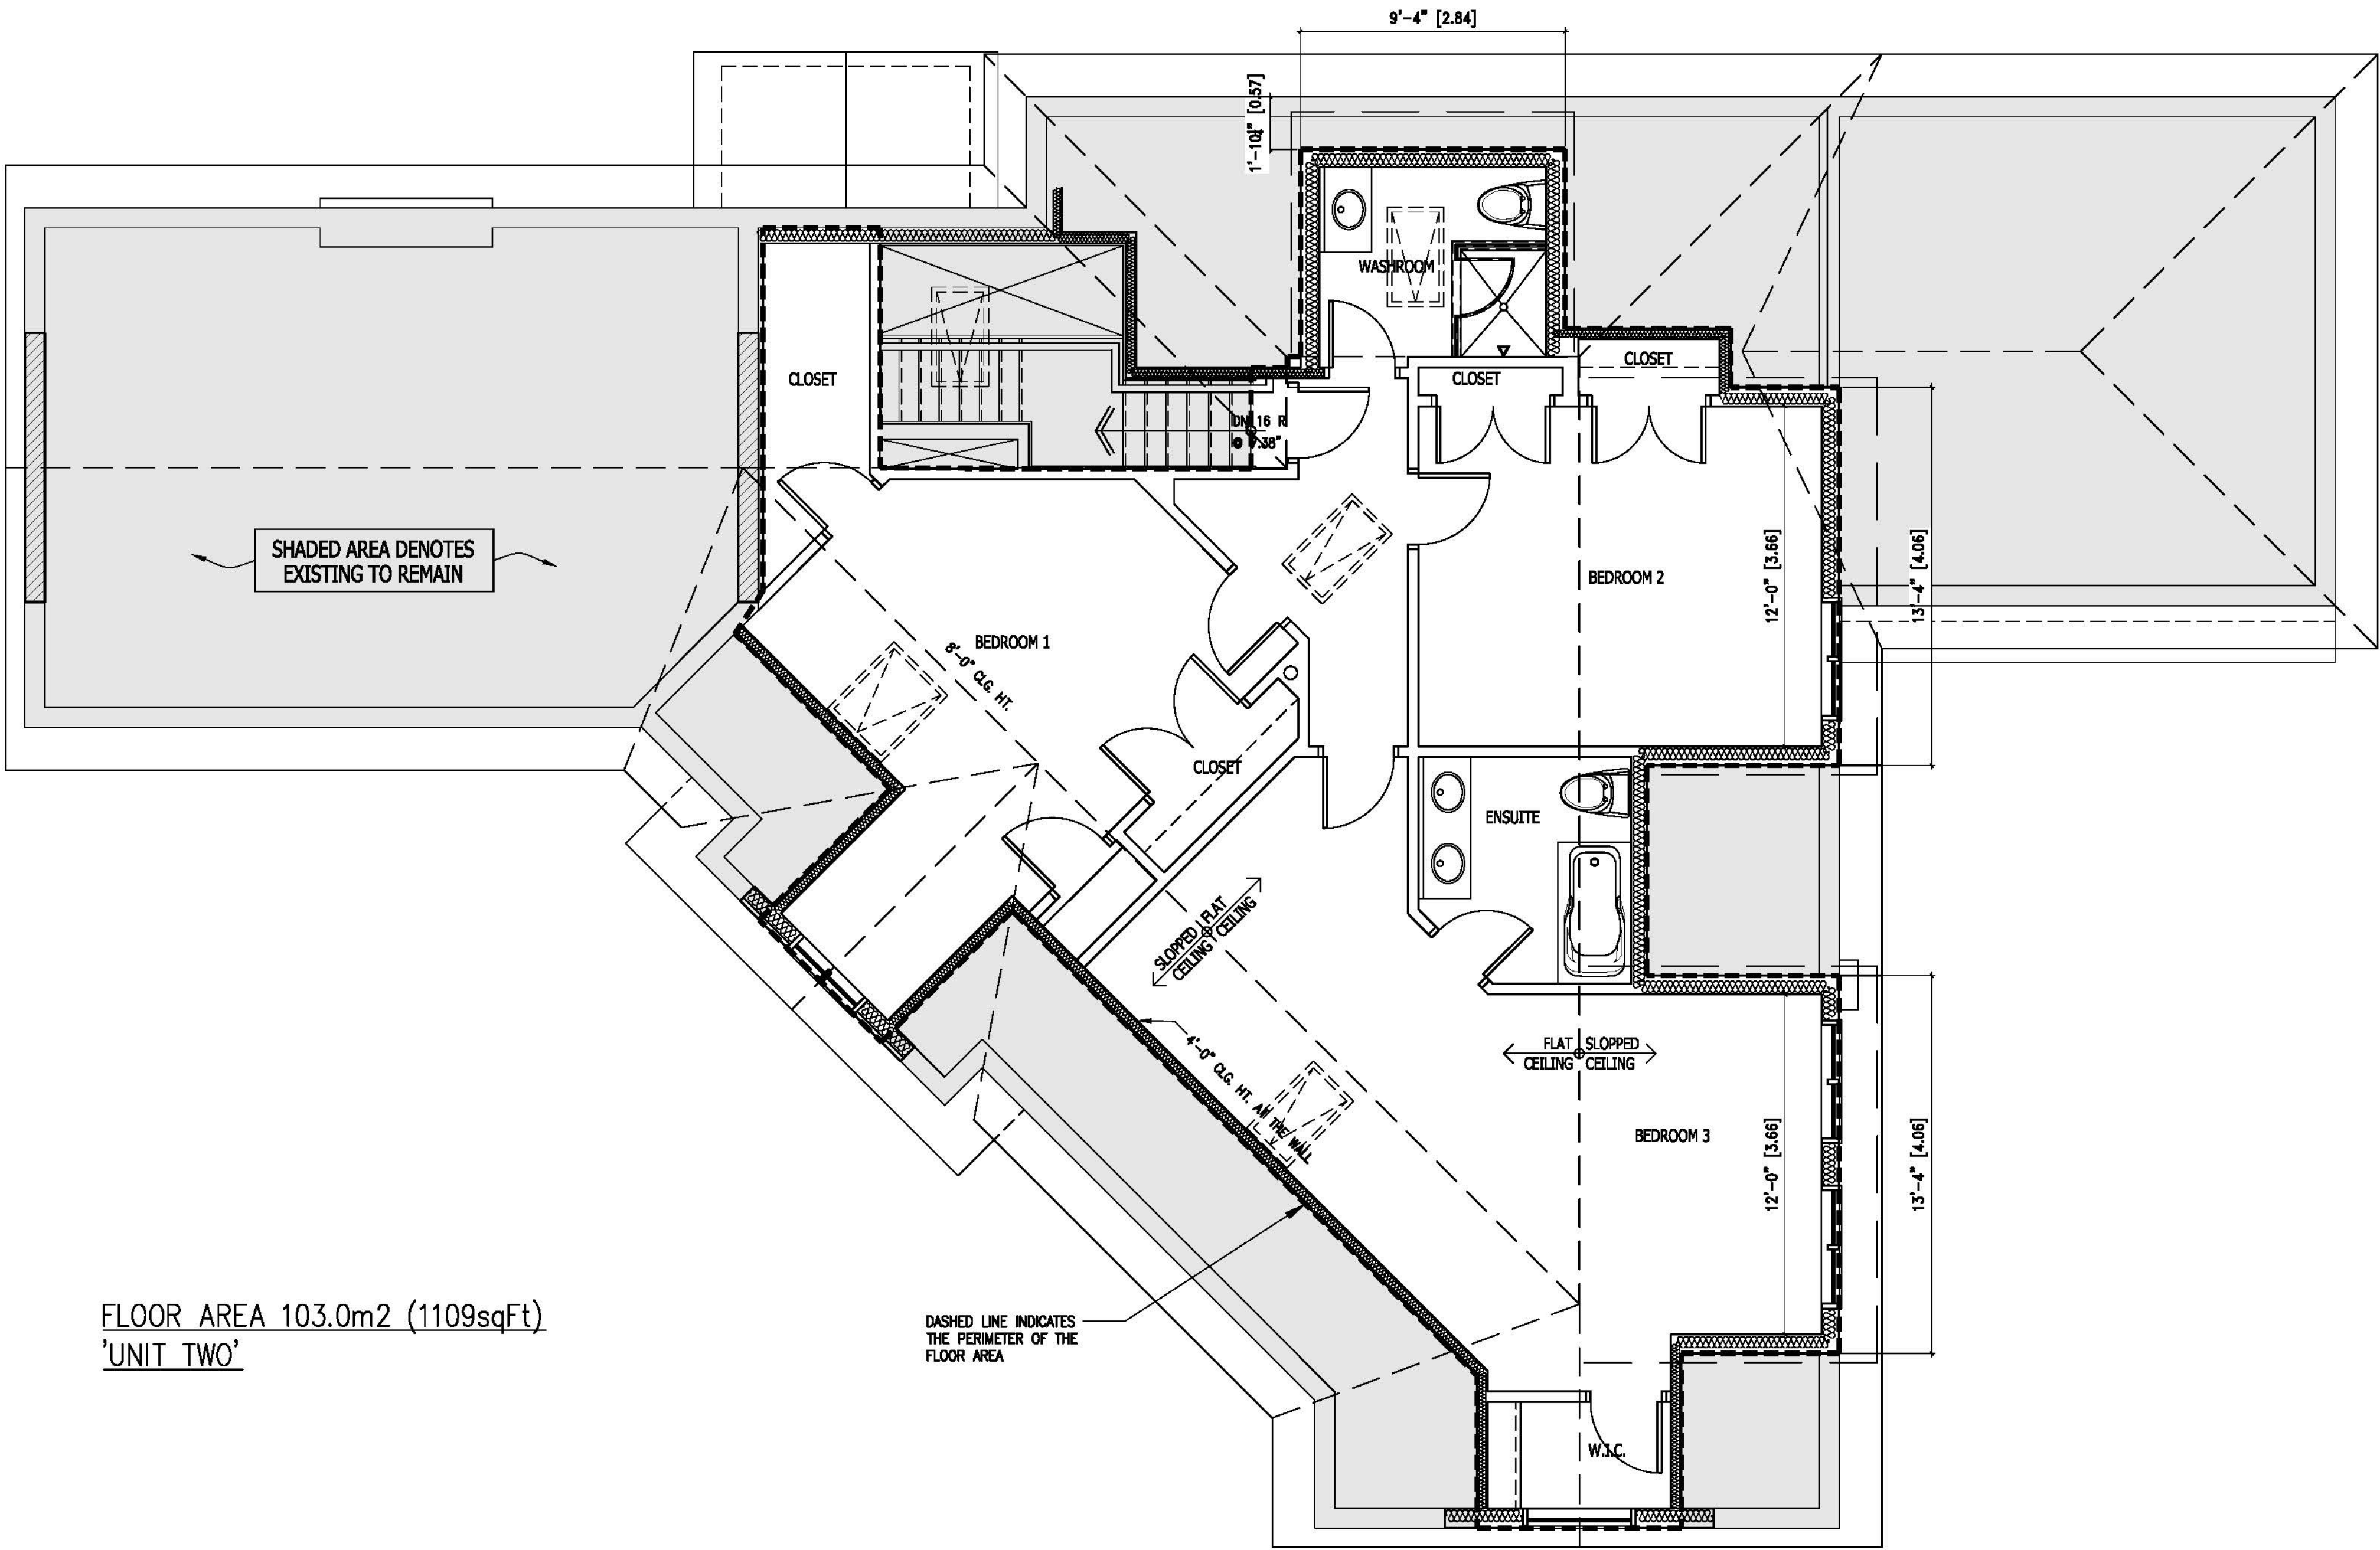 9'-4" [2.84]
1'-10¼" [0.57]
WASHROOM
CLOSET
CLOSET
CLOSET
DN 16 R
@ 7.38"
SHADED AREA DENOTES
EXISTING TO REMAIN
12'-0" [3.66]
13'-4" [4.06]
BEDROOM 2
BEDROOM 1
8'-0" CLG. HT.
CLOSET
ENSUITE
SLOPPED FLAT
CEILING CEILING
4'-0" CLG. HT. AT THE WALL
FLAT SLOPPED
CEILING CEILING
BEDROOM 3
12'-0" [3.66]
13'-4" [4.06]
DASHED LINE INDICATES
THE PERIMETER OF THE
FLOOR AREA
FLOOR AREA 103.0m2 (1109sqFt)
'UNIT TWO'
W.I.C.